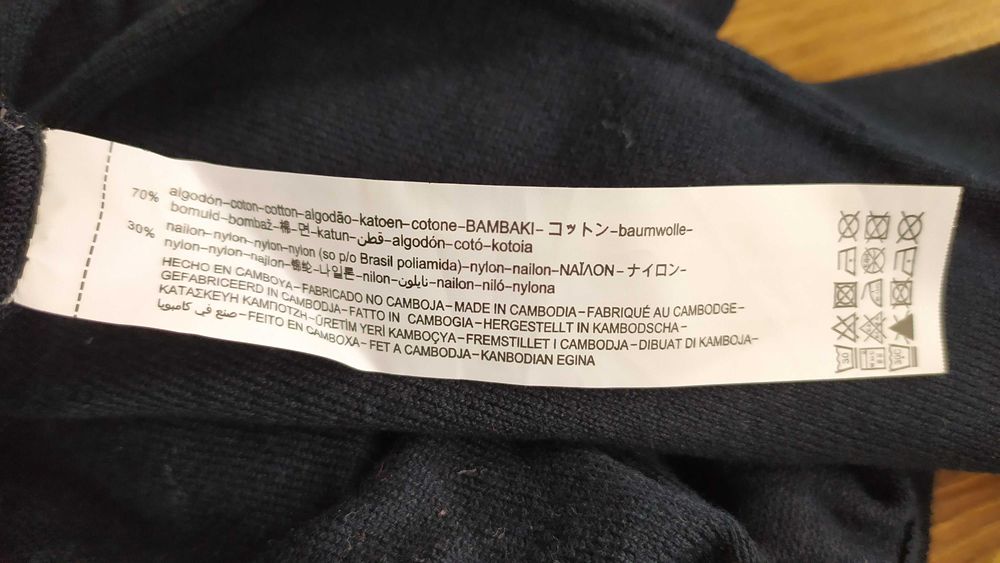 70% algodón-coton-cotton-algodão-katoen-cotone-BAMBAKI-コットン-baumwolle-
bomuld-bombaž-棉-면-katun-قطن-algodón-cotó-kotoia
30% nailon-nylon-nylon-nylon (so p/o Brasil poliamida)-nylon-nailon-ΝΑΪΛΟΝ-ナイロン-
nylon-nylon-najlon-锦纶-나일론-nilon-نايلون-nailon-niló-nylona
HECHO EN CAMBOYA-FABRICADO NO CAMBOJA-MADE IN CAMBODIA-FABRIQUÉ AU CAMBODGE-
GEFABRICEERD IN CAMBODJA-FATTO IN CAMBOGIA-HERGESTELLT IN KAMBODSCHA-
ΚΑΤΑΣΚΕΥΗ ΚΑΜΠΟΤΖΗ-ÜRETİM YERİ KAMBOÇYA-FREMSTILLET I CAMBODJA-DIBUAT DI KAMBOJA-
صنع في كامبوديا-FEITO EN CAMBOXA-FET A CAMBODJA-KANBODIAN EGINA
30